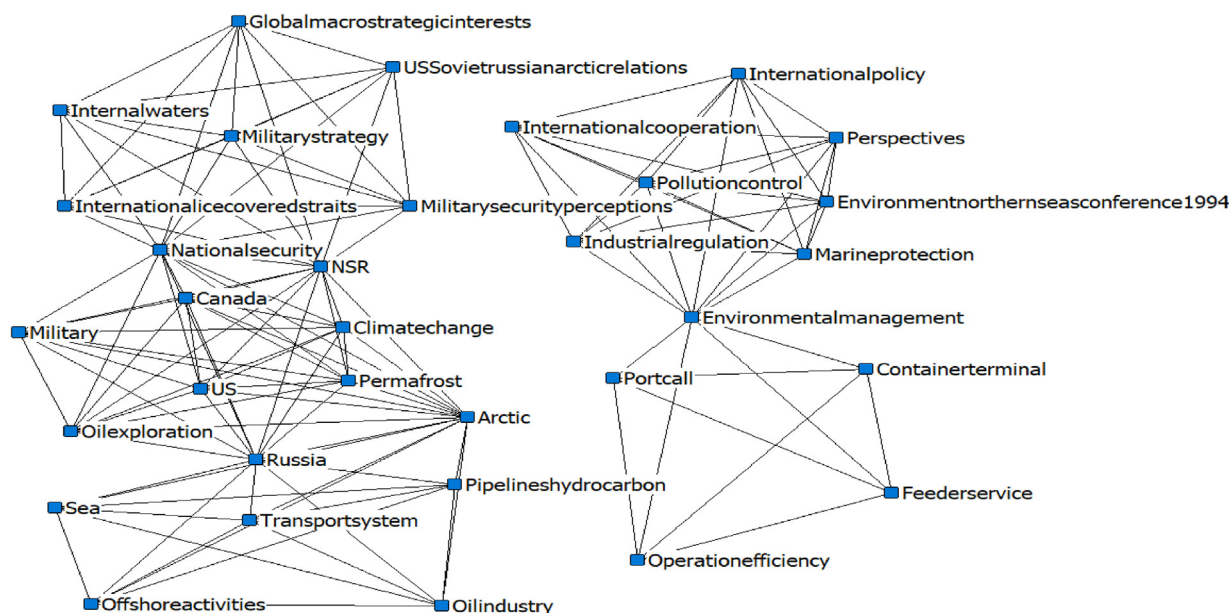 Globalmacrostrategicinterests
USSovietrussianarcticrelations
Internalwaters
Militarystrategy
Internationalicecoveredstraits
Militarysecurityperceptions
Nationalsecurity
NSR
Canada
Military
Climatechange
US
Permafrost
Oilexploration
Arctic
Russia
Pipelineshydrocarbon
Sea
Transportsystem
Offshoreactivities
Oilindustry
Internationalpolicy
Internationalcooperation
Perspectives
Pollutioncontrol
Environmentnorthernseasconference1994
Industrialregulation
Marineprotection
Environmentalmanagement
Portcall
Containerterminal
Feederservice
Operationefficiency